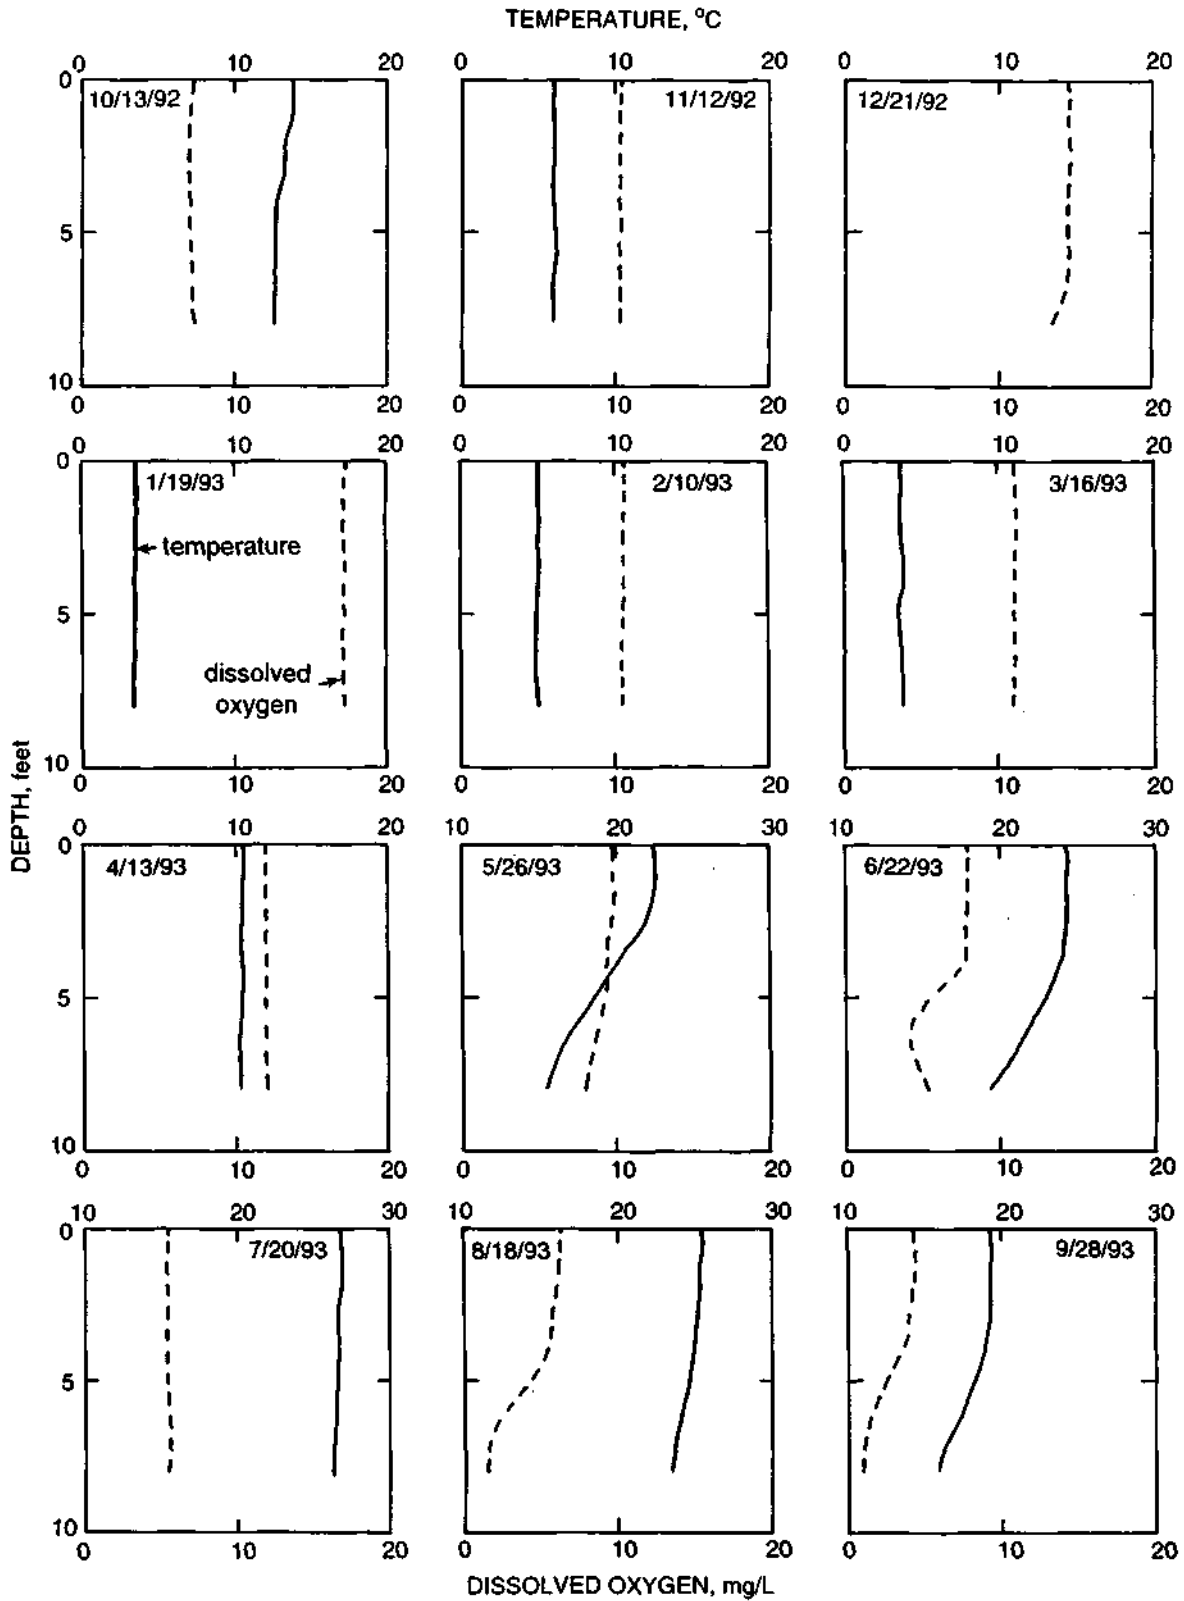 TEMPERATURE, °C
0 10 20 0 10 20 0 10 20
0
10/13/92 11/12/92 12/21/92
5
10
0 10 20 0 10 20 0 10 20
0 10 20 0 10 20 0 10 20
0
1/19/93 2/10/93 3/16/93
temperature
5
dissolved
oxygen
10
0 10 20 0 10 20 0 10 20
DEPTH, feet
0 10 20 10 20 30 10 20 30
0
4/13/93 5/26/93 6/22/93
5
10
0 10 20 0 10 20 0 10 20
10 20 30 10 20 30 10 20 30
0
7/20/93 8/18/93 9/28/93
5
10
0 10 20 0 10 20 0 10 20
DISSOLVED OXYGEN, mg/L